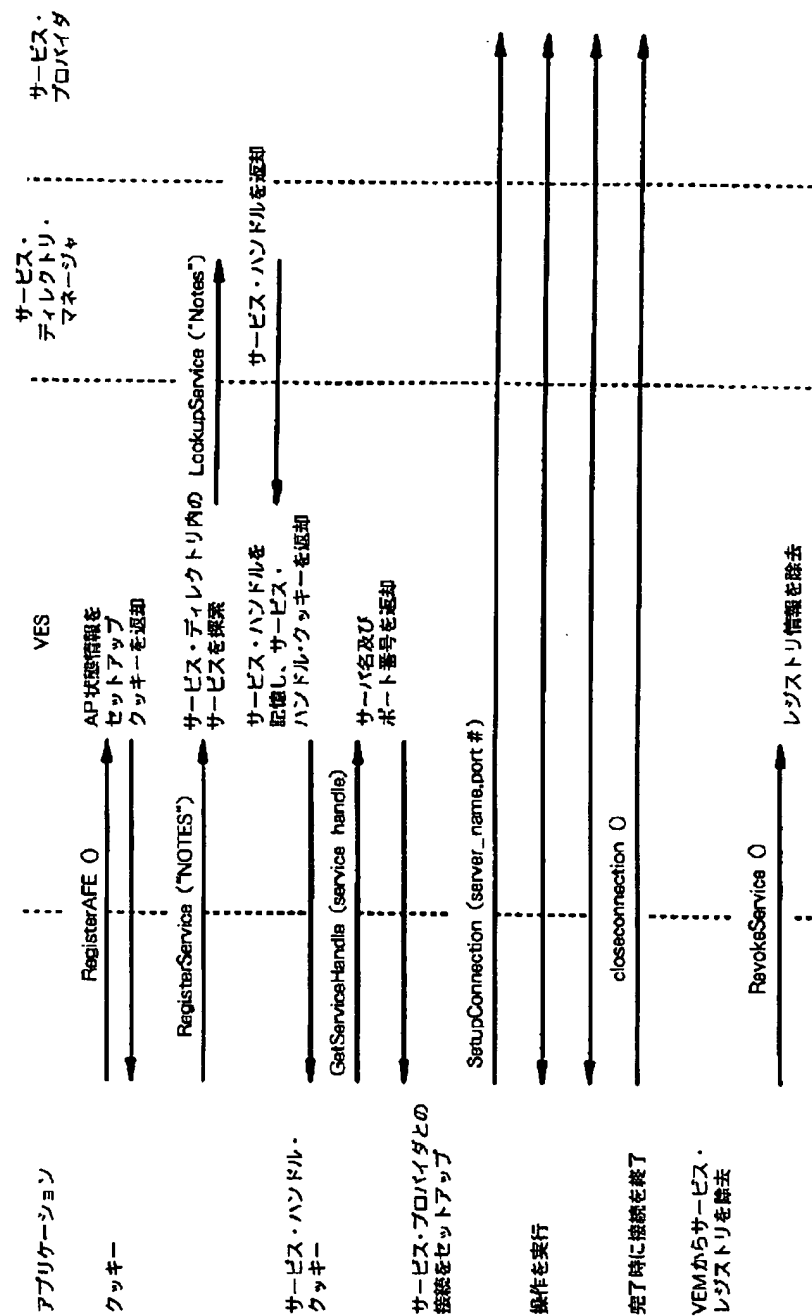 アプリケーション
VES
サービス・
ディレクトリ・
マネージャ
サービス・
プロバイダ
RegisterAFE ()
AP状態情報を
セットアップ
クッキーを返却
クッキー
RegisterService ("NOTES")
サービス・ディレクトリ内の
サービスを探索
LookupService ("Notes")
サービス・ハンドルを返却
サービス・ハンドルを
記憶し、サービス・
ハンドル・クッキーを返却
サービス・ハンドル・
クッキー
GetServiceHandle (service handle)
サーバ名及び
ポート番号を返却
サービス・プロバイダとの
接続をセットアップ
SetupConnection (server_name,port #)
操作を実行
closeconnection ()
完了時に接続を終了
VEMからサービス・
レジストリを除去
RevokeService ()
レジストリ情報を除去